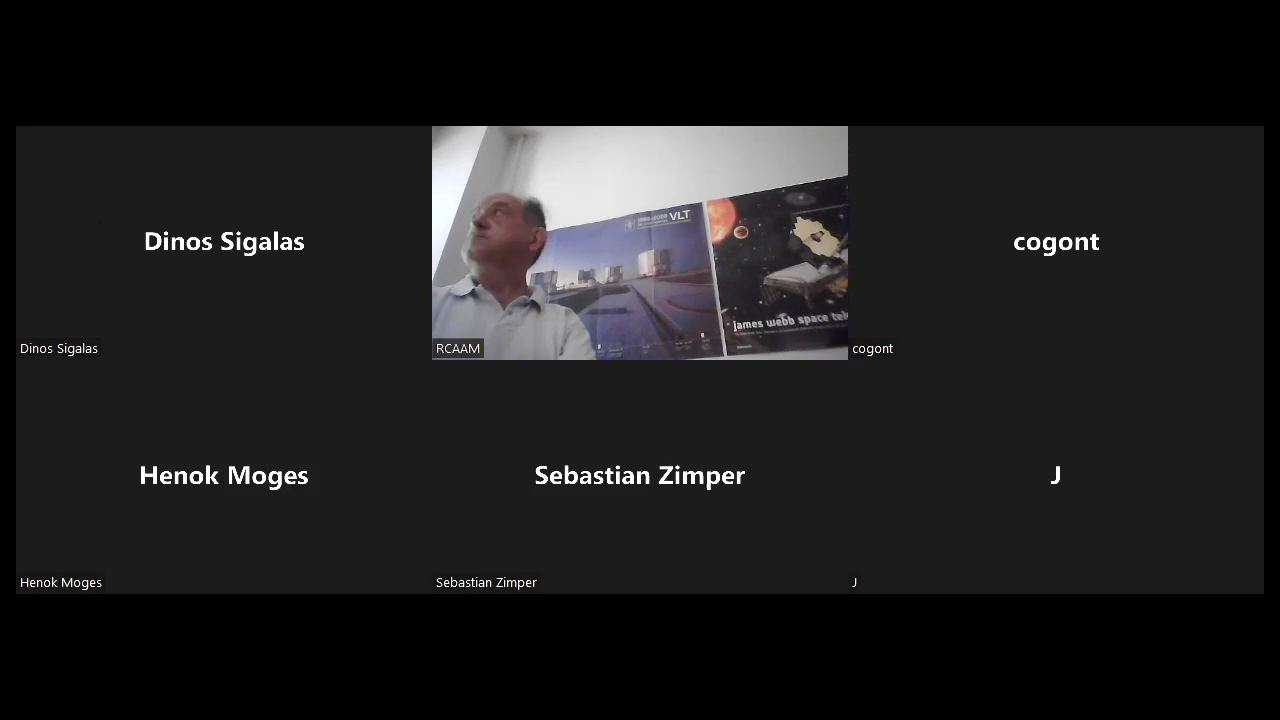 Dinos Sigalas
Dinos Sigalas
VLT
james webb space tel
RCAAM
cogont
cogont
Henok Moges
Henok Moges
Sebastian Zimper
Sebastian Zimper
J
J